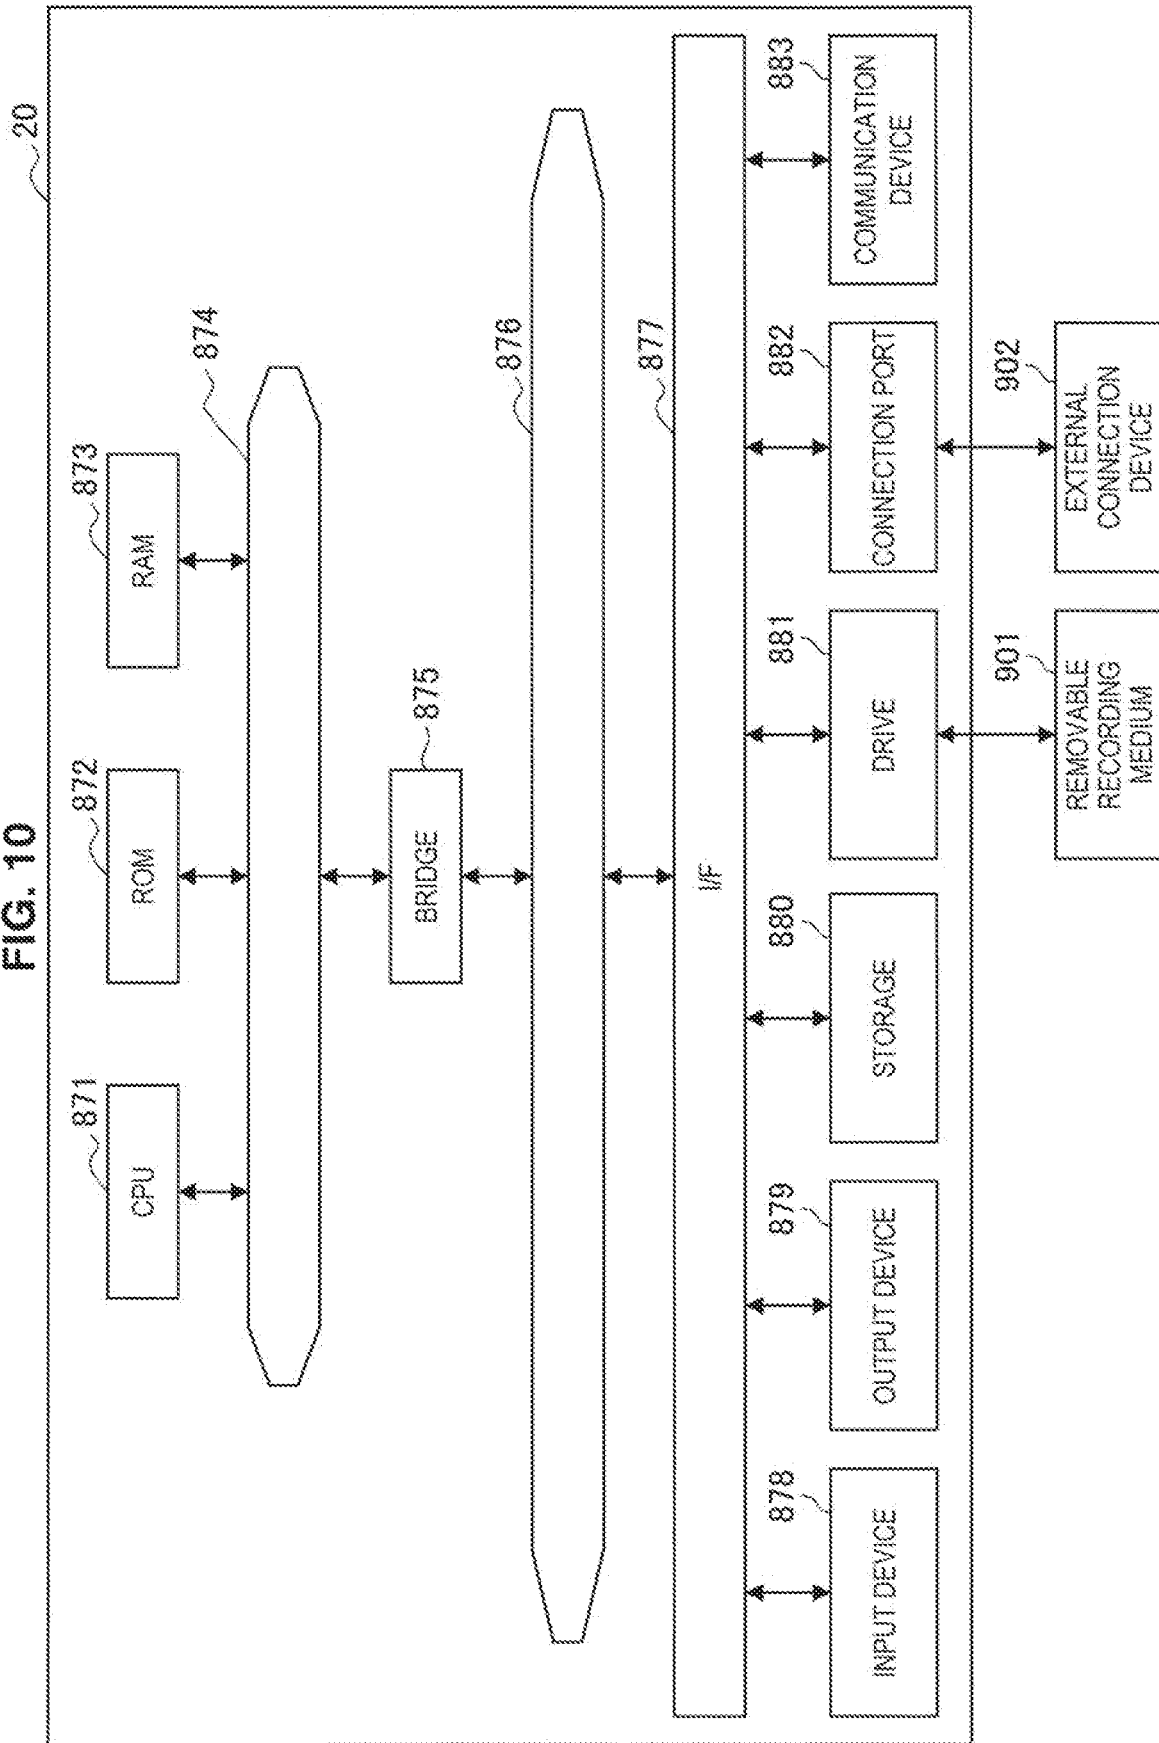 FIG. 10
20
871
872
873
CPU
ROM
RAM
874
BRIDGE
875
876
877
I/F
878
879
880
881
882
883
INPUT DEVICE
OUTPUT DEVICE
STORAGE
DRIVE
CONNECTION PORT
COMMUNICATION
DEVICE
901
REMOVABLE
RECORDING
MEDIUM
902
EXTERNAL
CONNECTION
DEVICE